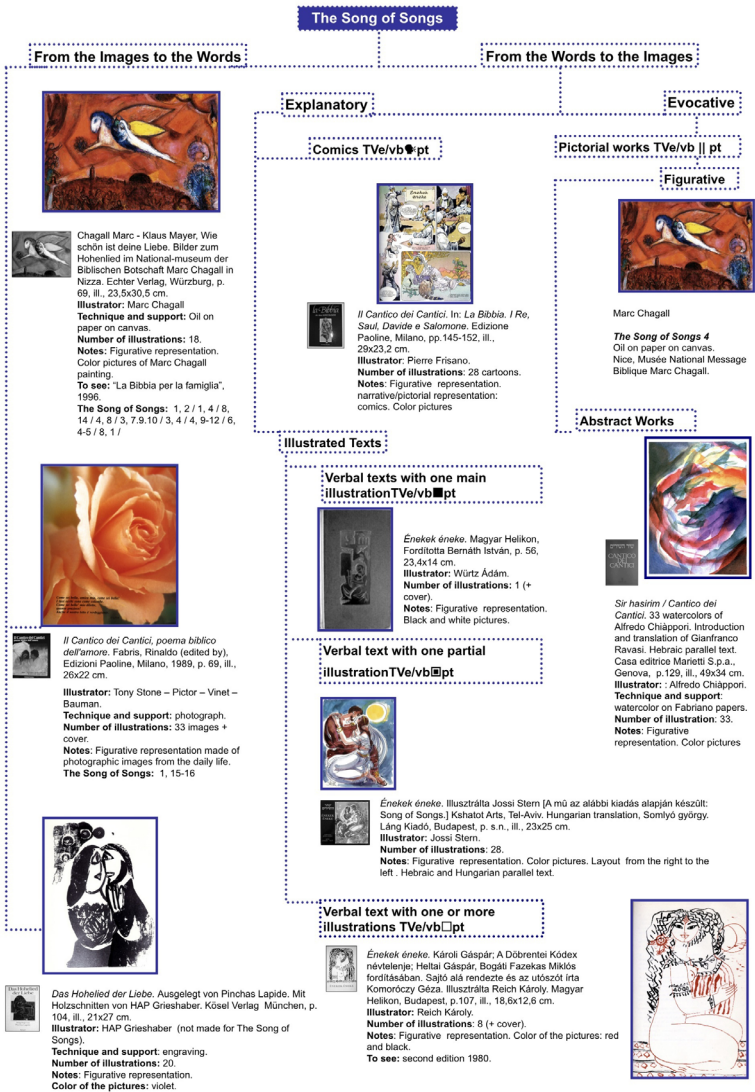 The Song of Songs
From the Images to the Words
From the Words to the Images
Explanatory
Evocative
Comics TVe/vb🗣pt
Pictorial works TVe/vb || pt
Figurative
Chagall Marc - Klaus Mayer, Wie
schön ist deine Liebe. Bilder zum
Hohenlied im National-museum der
Biblischen Botschaft Marc Chagall in
Nizza. Echter Verlag, Würzburg, p.
69, ill., 23,5x30,5 cm.
Illustrator: Marc Chagall
Technique and support: Oil on
paper on canvas.
Number of illustrations: 18.
Notes: Figurative representation.
Color pictures of Marc Chagall
painting.
To see: “La Bibbia per la famiglia”,
1996.
The Song of Songs: 1, 2 / 1, 4 / 8,
14 / 4, 8 / 3, 7.9.10 / 3, 4 / 4, 9-12 / 6,
4-5 / 8, 1 /
Énekek
éneke
la Bibbia
Il Cantico dei Cantici. In: La Bibbia. I Re,
Saul, Davide e Salomone. Edizione
Paoline, Milano, pp.145-152, ill.,
29x23,2 cm.
Illustrator: Pierre Frisano.
Number of illustrations: 28 cartoons.
Notes: Figurative representation.
narrative/pictorial representation:
comics. Color pictures
Marc Chagall
The Song of Songs 4
Oil on paper on canvas.
Nice, Musée National Message
Biblique Marc Chagall.
Abstract Works
Illustrated Texts
Verbal texts with one main
illustrationTVe/vb■pt
Énekek éneke. Magyar Helikon,
Fordította Bernáth István, p. 56,
23,4x14 cm.
Illustrator: Würtz Ádám.
Number of illustrations: 1 (+
cover).
Notes: Figurative representation.
Black and white pictures.
CANTICO
DEI
CANTICI
Sir hasirim / Cantico dei
Cantici. 33 watercolors of
Alfredo Chiàppori. Introduction
and translation of Gianfranco
Ravasi. Hebraic parallel text.
Casa editrice Marietti S.p.a.,
Genova, p.129, ill., 49x34 cm.
Illustrator: : Alfredo Chiàppori.
Technique and support:
watercolor on Fabriano papers.
Number of illustration: 33.
Notes: Figurative
representation. Color pictures
Il Cantico dei Cantici
Il Cantico dei Cantici, poema biblico
dell'amore. Fabris, Rinaldo (edited by),
Edizioni Paoline, Milano, 1989, p. 69, ill.,
26x22 cm.
Illustrator: Tony Stone – Pictor – Vinet –
Bauman.
Technique and support: photograph.
Number of illustrations: 33 images +
cover.
Notes: Figurative representation made of
photographic images from the daily life.
The Song of Songs: 1, 15-16
Verbal text with one partial
illustrationTVe/vb▣pt
Énekek éneke. Illusztrálta Jossi Stern [A mű az alábbi kiadás alapján készült:
Song of Songs.] Kshatot Arts, Tel-Aviv. Hungarian translation, Somlyó györgy.
Láng Kiadó, Budapest, p. s.n., ill., 23x25 cm.
Illustrator: Jossi Stern.
Number of illustrations: 28.
Notes: Figurative representation. Color pictures. Layout from the right to the
left . Hebraic and Hungarian parallel text.
Verbal text with one or more
illustrations TVe/vb□pt
Énekek éneke. Károli Gáspár; A Döbrentei Kódex
névtelenje; Heltai Gáspár, Bogáti Fazekas Miklós
fordításában. Sajtó alá rendezte és az utószót írta
Komoróczy Géza. Illusztrálta Reich Károly. Magyar
Helikon, Budapest, p.107, ill., 18,6x12,6 cm.
Illustrator: Reich Károly.
Number of illustrations: 8 (+ cover).
Notes: Figurative representation. Color of the pictures: red
and black.
To see: second edition 1980.
Das Hohelied
der Liebe
Das Hohelied der Liebe. Ausgelegt von Pinchas Lapide. Mit
Holzschnitten von HAP Grieshaber. Kösel Verlag München, p.
104, ill., 21x27 cm.
Illustrator: HAP Grieshaber (not made for The Song of
Songs).
Technique and support: engraving.
Number of illustrations: 20.
Notes: Figurative representation.
Color of the pictures: violet.